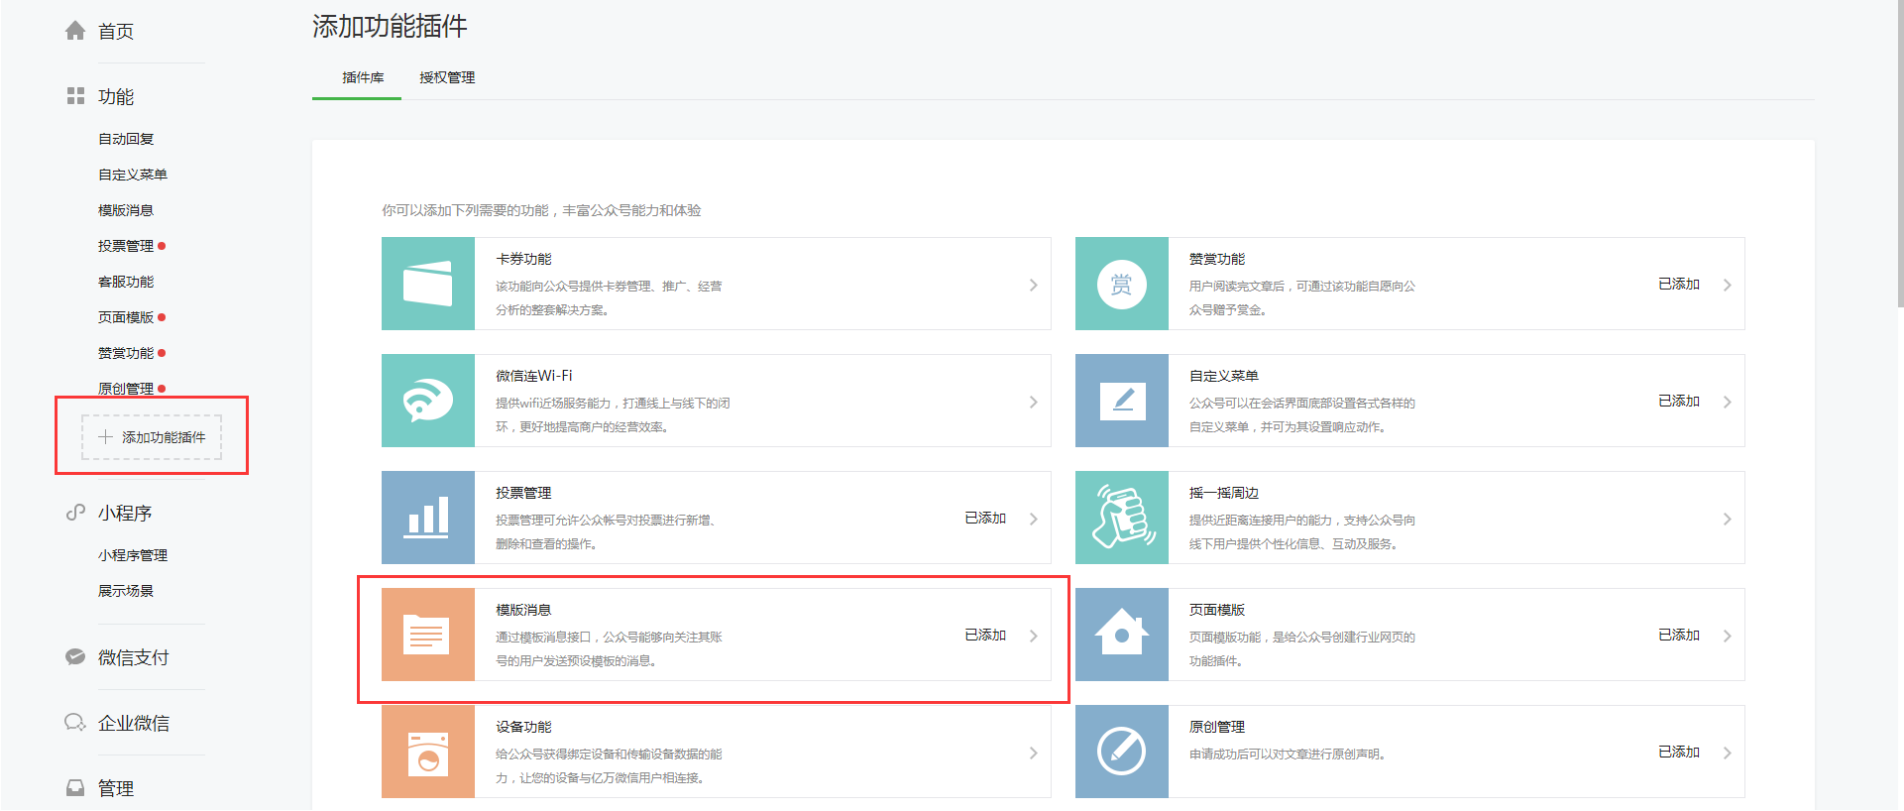 首页
功能
自动回复
自定义菜单
模版消息
投票管理
客服功能
页面模版
赞赏功能
原创管理
添加功能插件
小程序
小程序管理
展示场景
微信支付
企业微信
管理
添加功能插件
插件库
授权管理
你可以添加下列需要的功能，丰富公众号能力和体验
卡券功能
该功能向公众号提供卡券管理、推广、经营
分析的整套解决方案。
赏
赞赏功能
用户阅读完文章后，可通过该功能自愿向公
众号赠予赏金。
已添加
微信连Wi-Fi
提供wifi近场服务能力，打通线上与线下的闭
环，更好地提高商户的经营效率。
自定义菜单
公众号可以在会话界面底部设置各式各样的
自定义菜单，并可为其设置响应动作。
已添加
投票管理
投票管理可允许公众帐号对投票进行新增、
删除和查看的操作。
已添加
摇一摇周边
提供近距离连接用户的能力，支持公众号向
线下用户提供个性化信息、互动及服务。
模版消息
通过模板消息接口，公众号能够向关注其账
号的用户发送预设模板的消息。
已添加
页面模版
页面模版功能，是给公众号创建行业网页的
功能插件。
已添加
设备功能
给公众号获得绑定设备和传输设备数据的能
力，让您的设备与亿万微信用户相连接。
原创管理
申请成功后可以对文章进行原创声明。
已添加